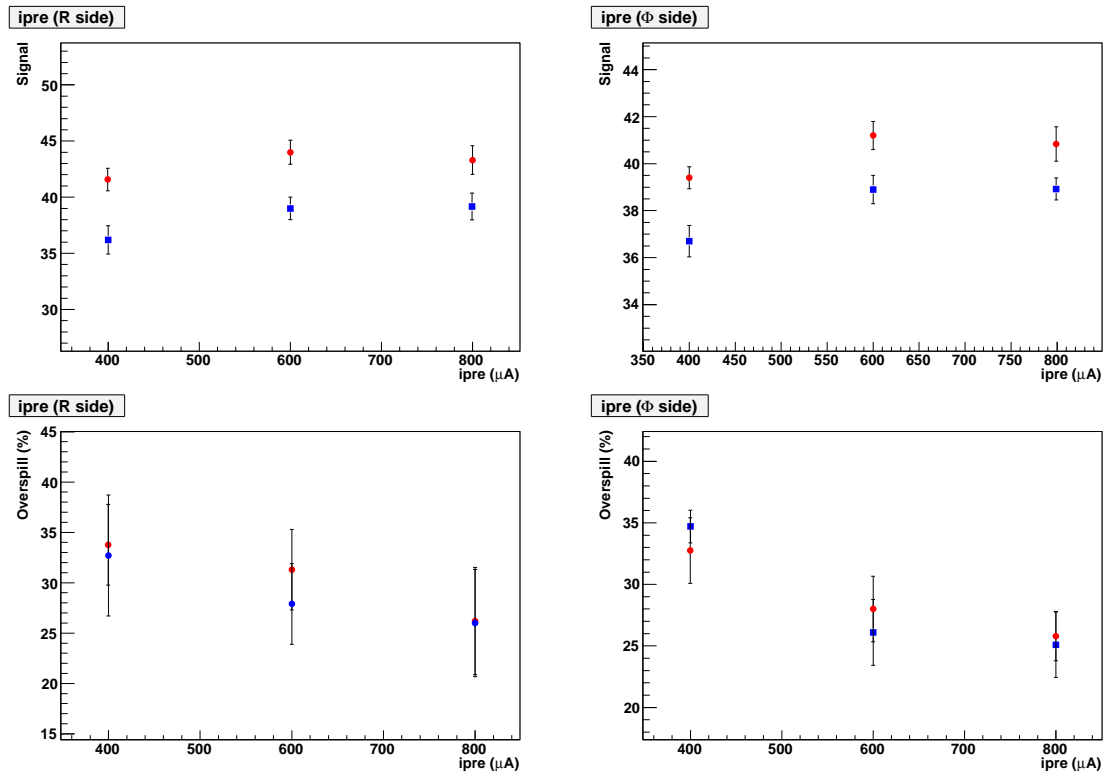 ipre (R side)
Signal
50
45
40
35
30
400 500 600 700 800
ipre (μA)
ipre (Φ side)
Signal
44
42
40
38
36
34
350 400 450 500 550 600 650 700 750 800
ipre (μA)
ipre (R side)
Overspill (%)
45
40
35
30
25
20
15
400 500 600 700 800
ipre (μA)
ipre (Φ side)
Overspill (%)
40
35
30
25
20
400 500 600 700 800
ipre (μA)